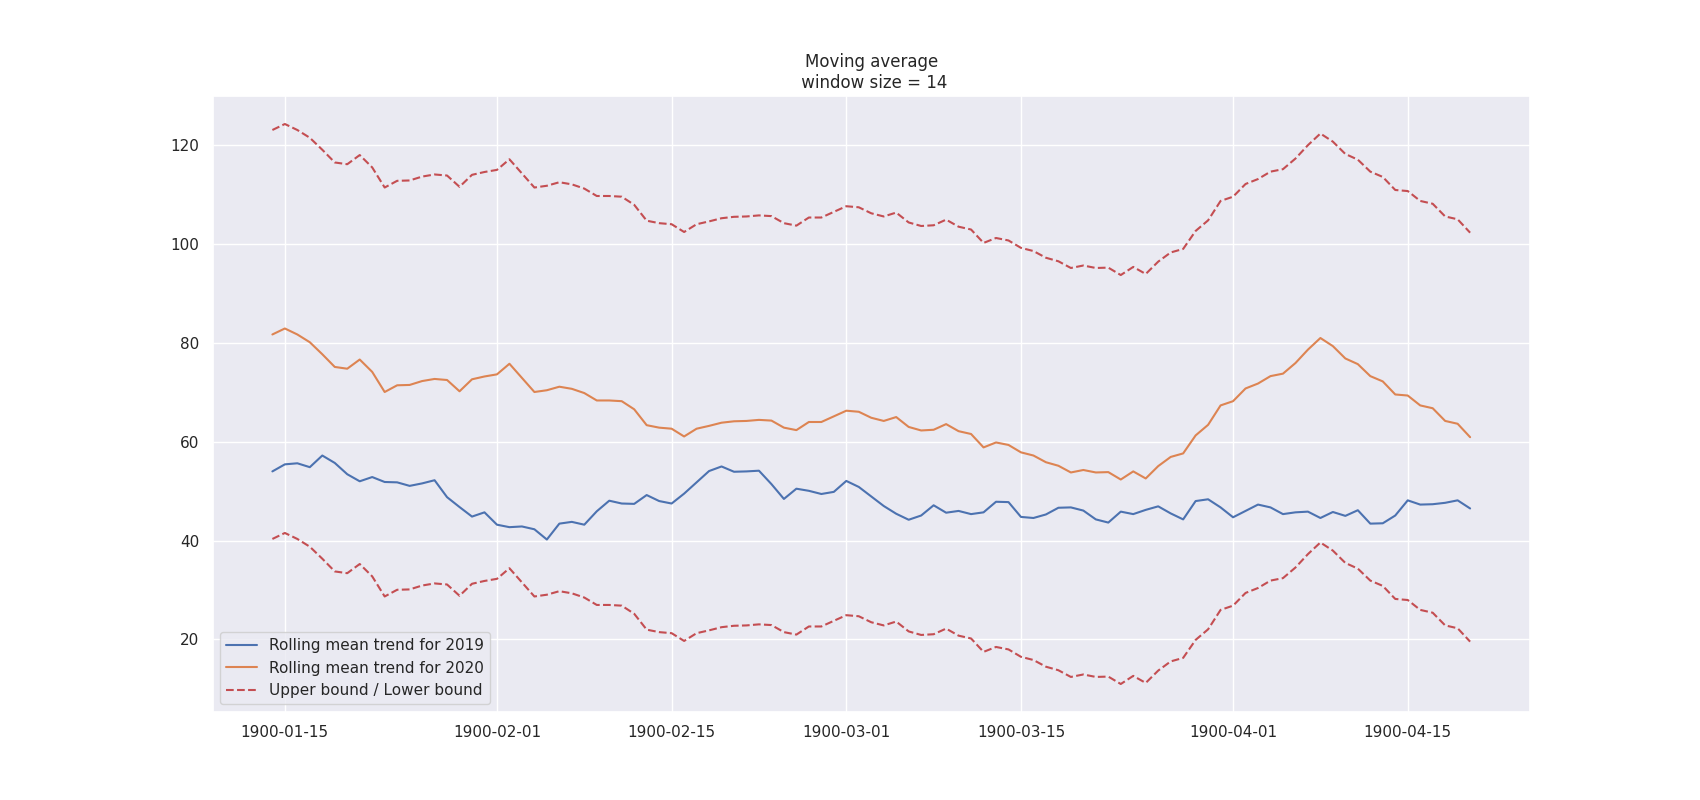 Moving average
window size = 14
120
100
80
60
40
20
Rolling mean trend for 2019
Rolling mean trend for 2020
Upper bound / Lower bound
1900-01-15
1900-02-01
1900-02-15
1900-03-01
1900-03-15
1900-04-01
1900-04-15